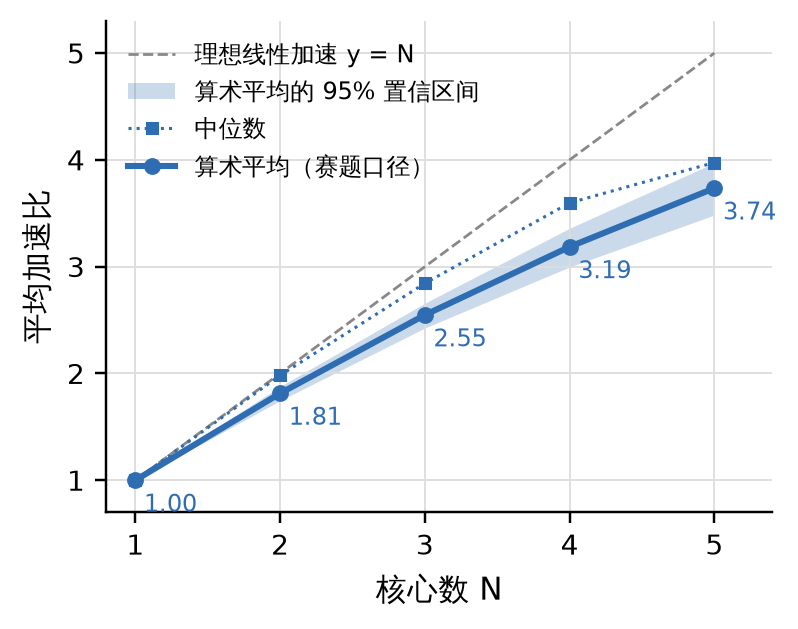 理想线性加速 y = N
算术平均的 95% 置信区间
中位数
算术平均（赛题口径）
平均加速比
5
4
3
2
1
1.00
1.81
2.55
3.19
3.74
1 2 3 4 5
核心数 N